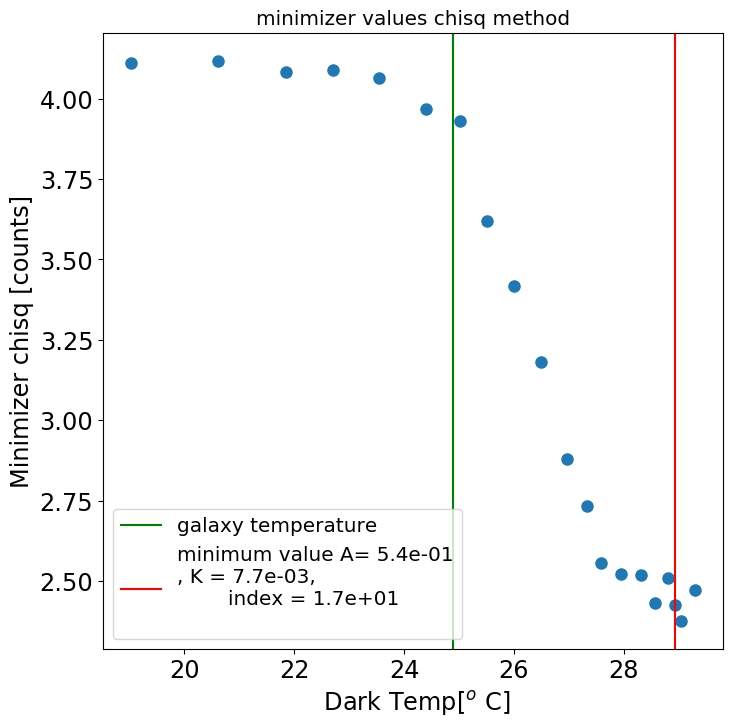 minimizer values chisq method
Minimizer chisq [counts]
4.00
3.75
3.50
3.25
3.00
2.75
2.50
galaxy temperature
minimum value A= 5.4e-01
, K = 7.7e-03,
index = 1.7e+01
20 22 24 26 28
Dark Temp[° C]